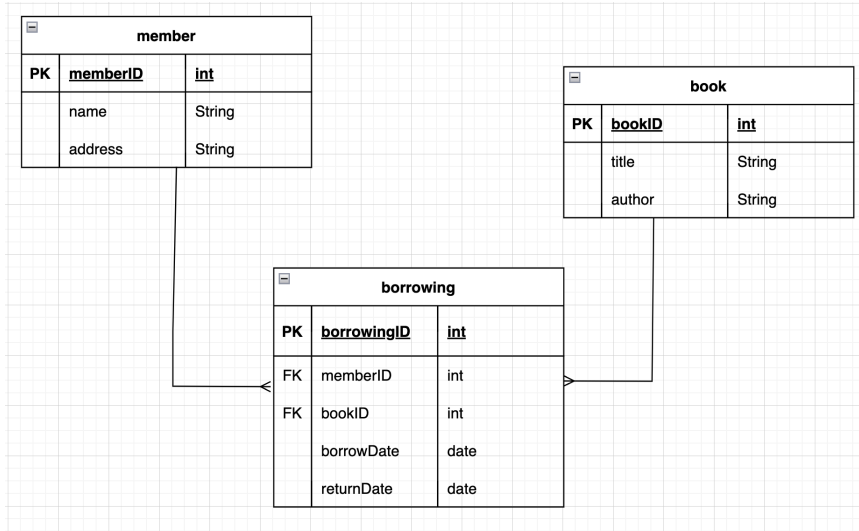 member
PK memberID int
name String
address String
book
PK bookID int
title String
author String
borrowing
PK borrowingID int
FK memberID int
FK bookID int
borrowDate date
returnDate date